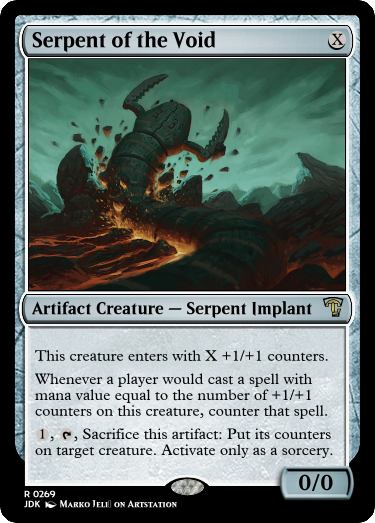 Serpent of the Void X
Artifact Creature — Serpent Implant
This creature enters with X +1/+1 counters.
Whenever a player would cast a spell with
mana value equal to the number of +1/+1
counters on this creature, counter that spell.
1, , Sacrifice this artifact: Put its counters
on target creature. Activate only as a sorcery.
0/0
R 0269
JDK Marko Jelić on Artstation